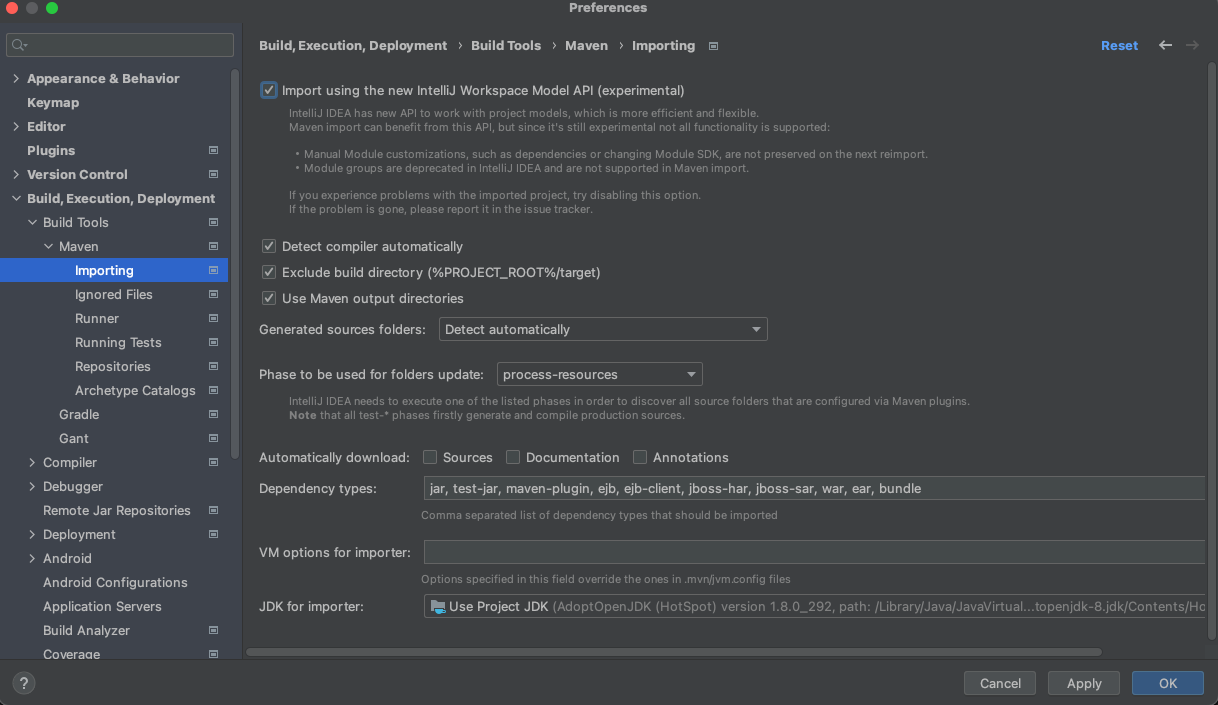 Preferences
Build, Execution, Deployment › Build Tools › Maven › Importing
Reset
Appearance & Behavior
Keymap
Editor
Plugins
Version Control
Build, Execution, Deployment
Build Tools
Maven
Importing
Ignored Files
Runner
Running Tests
Repositories
Archetype Catalogs
Gradle
Gant
Compiler
Debugger
Remote Jar Repositories
Deployment
Android
Android Configurations
Application Servers
Build Analyzer
Coverage
Import using the new IntelliJ Workspace Model API (experimental)
IntelliJ IDEA has new API to work with project models, which is more efficient and flexible.
Maven import can benefit from this API, but since it's still experimental not all functionality is supported:
• Manual Module customizations, such as dependencies or changing Module SDK, are not preserved on the next reimport.
• Module groups are deprecated in IntelliJ IDEA and are not supported in Maven import.
If you experience problems with the imported project, try disabling this option.
If the problem is gone, please report it in the issue tracker.
Detect compiler automatically
Exclude build directory (%PROJECT_ROOT%/target)
Use Maven output directories
Generated sources folders: Detect automatically
Phase to be used for folders update: process-resources
IntelliJ IDEA needs to execute one of the listed phases in order to discover all source folders that are configured via Maven plugins.
Note that all test-* phases firstly generate and compile production sources.
Automatically download: Sources Documentation Annotations
Dependency types: jar, test-jar, maven-plugin, ejb, ejb-client, jboss-har, jboss-sar, war, ear, bundle
Comma separated list of dependency types that should be imported
VM options for importer:
Options specified in this field override the ones in .mvn/jvm.config files
JDK for importer: Use Project JDK (AdoptOpenJDK (HotSpot) version 1.8.0_292, path: /Library/Java/JavaVirtual...topenjdk-8.jdk/Contents/Ho
? Cancel Apply OK